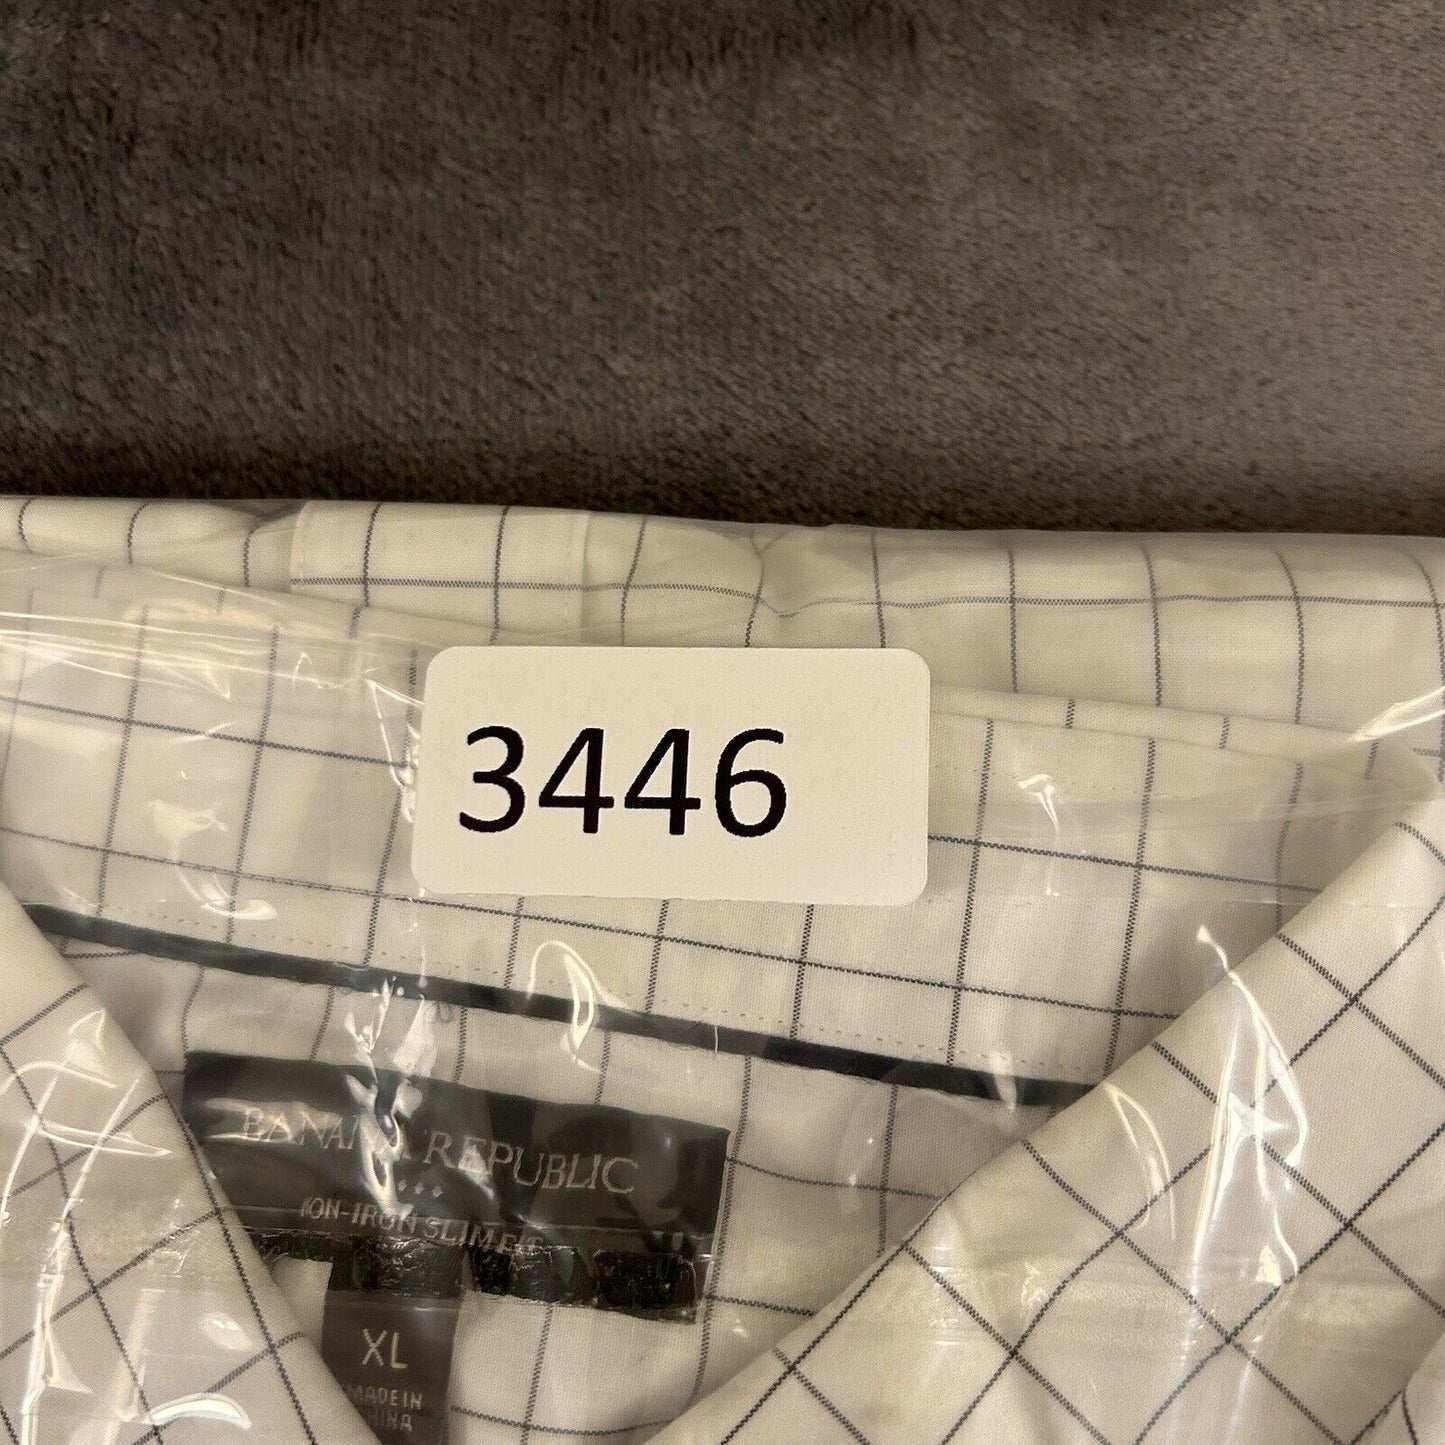 3446
BANANA REPUBLIC
NON-IRON SLIM FIT
XL
MADE IN
CHINA